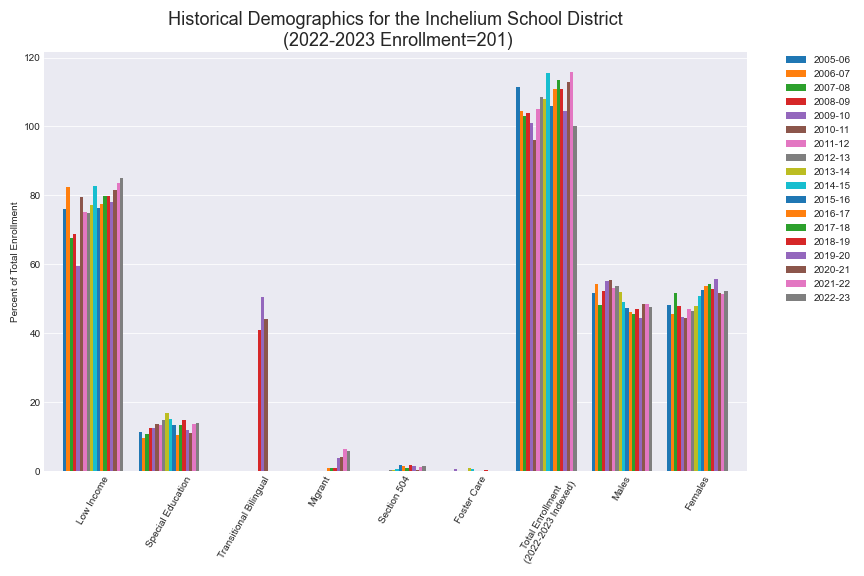 Historical Demographics for the Inchelium School District
(2022-2023 Enrollment=201)
Percent of Total Enrollment
120
100
80
60
40
20
0
Low Income
Special Education
Transitional Bilingual
Migrant
Section 504
Foster Care
Total Enrollment
(2022-2023 Indexed)
Males
Females
2005-06
2006-07
2007-08
2008-09
2009-10
2010-11
2011-12
2012-13
2013-14
2014-15
2015-16
2016-17
2017-18
2018-19
2019-20
2020-21
2021-22
2022-23